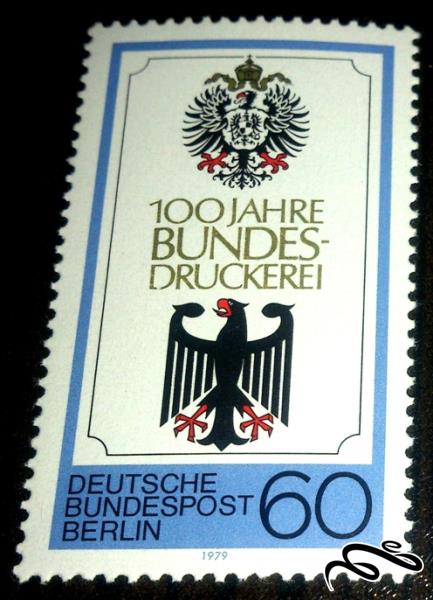 100 JAHRE
BUNDES-
DRUCKEREI
DEUTSCHE
BUNDESPOST
BERLIN
60
1979